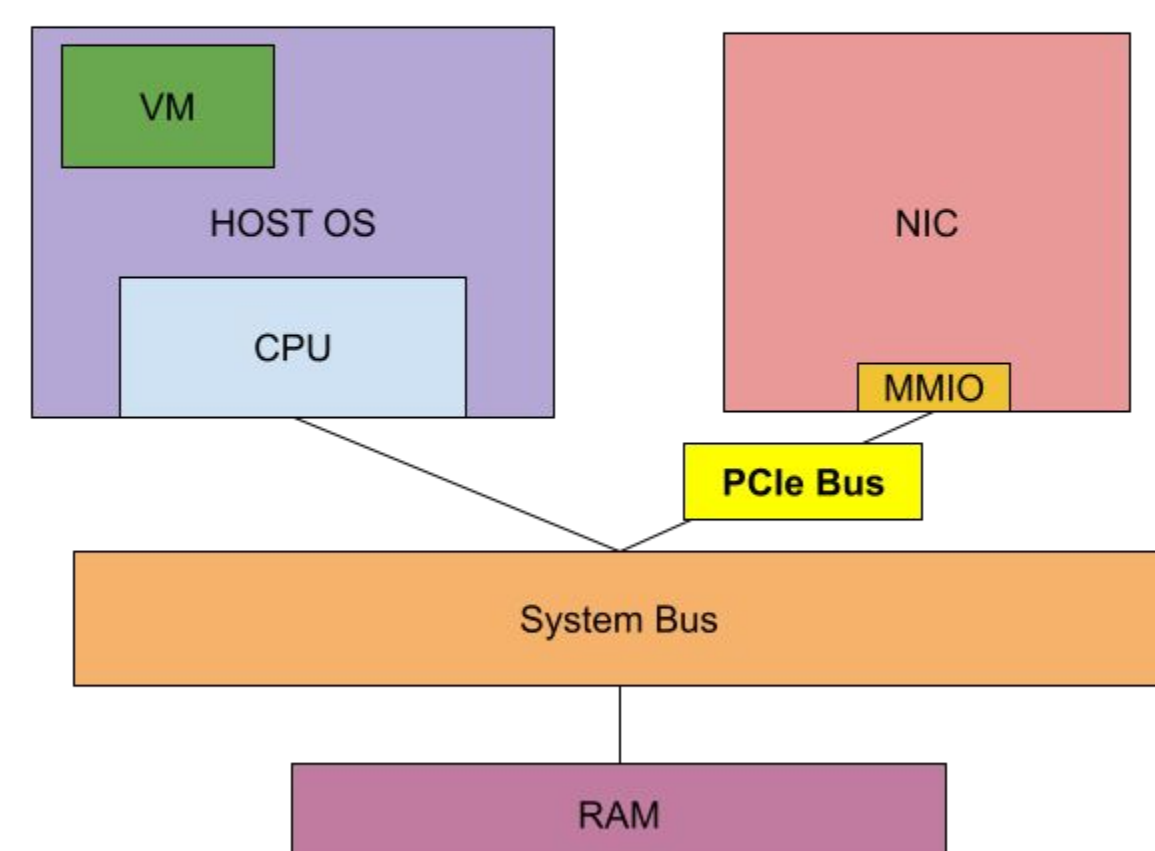 VM
HOST OS
CPU
NIC
MMIO
PCIe Bus
System Bus
RAM